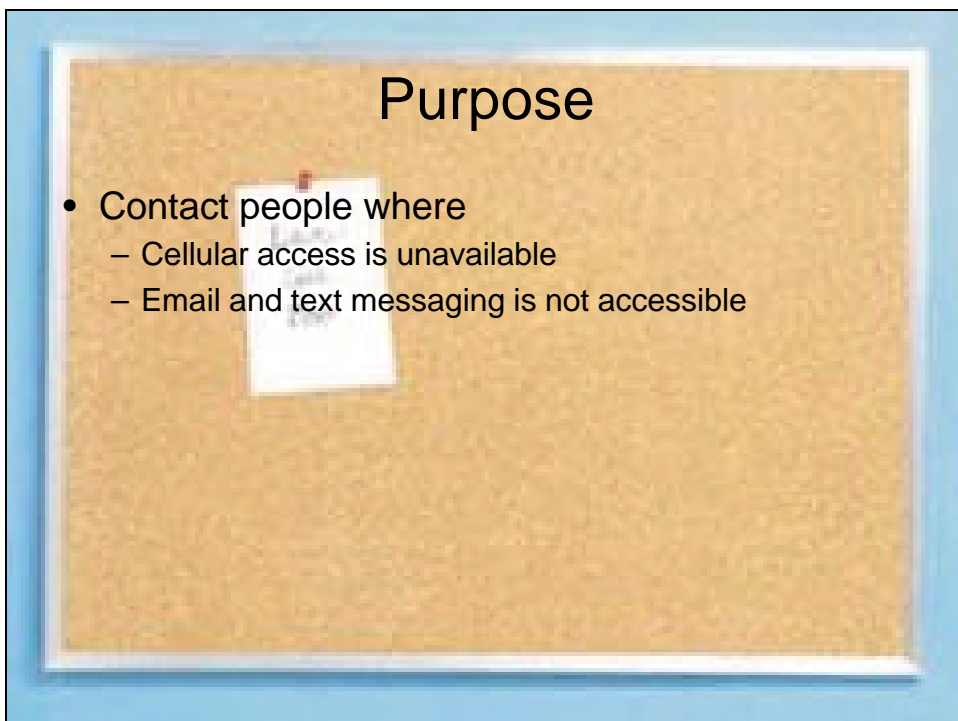 Purpose
• Contact people where
– Cellular access is unavailable
– Email and text messaging is not accessible